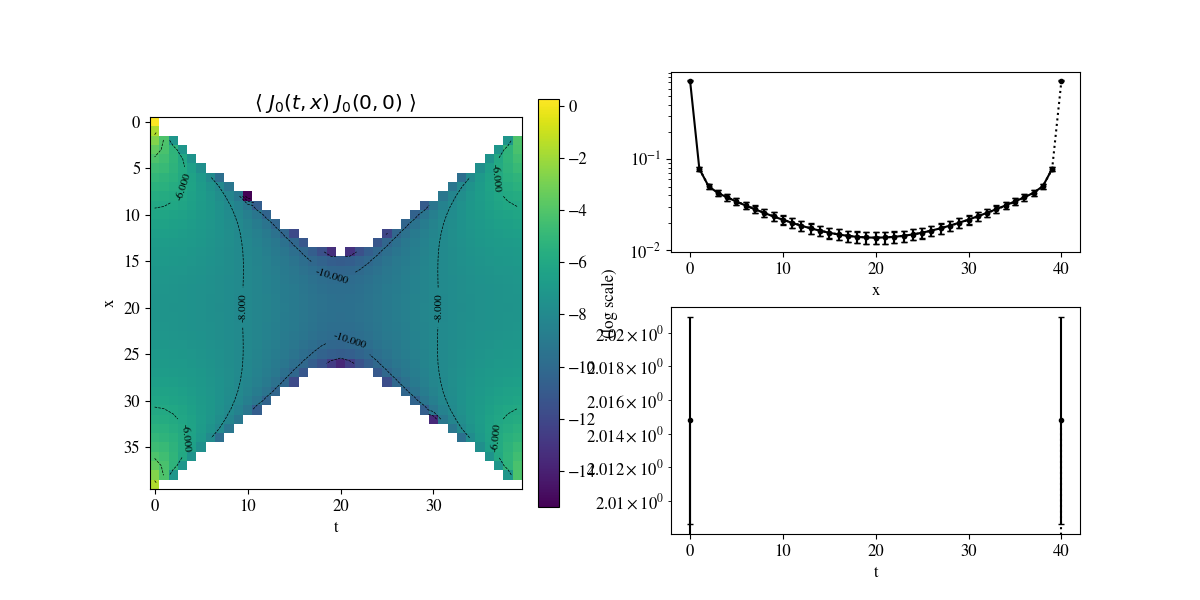 ⟨ J₀(t, x) J₀(0, 0) ⟩
0
5
10
15
20
25
30
35
x
0 10 20 30
t
-6.000
-6.000
-8.000
-10.000
-8.000
-10.000
-6.000
-6.000
0
−2
−4
−6
−8
−10
−12
−14
(log scale)
10⁻¹
10⁻²
0 10 20 30 40
x
2.02 × 10⁰
2.018 × 10⁰
2.016 × 10⁰
2.014 × 10⁰
2.012 × 10⁰
2.01 × 10⁰
0 10 20 30 40
t